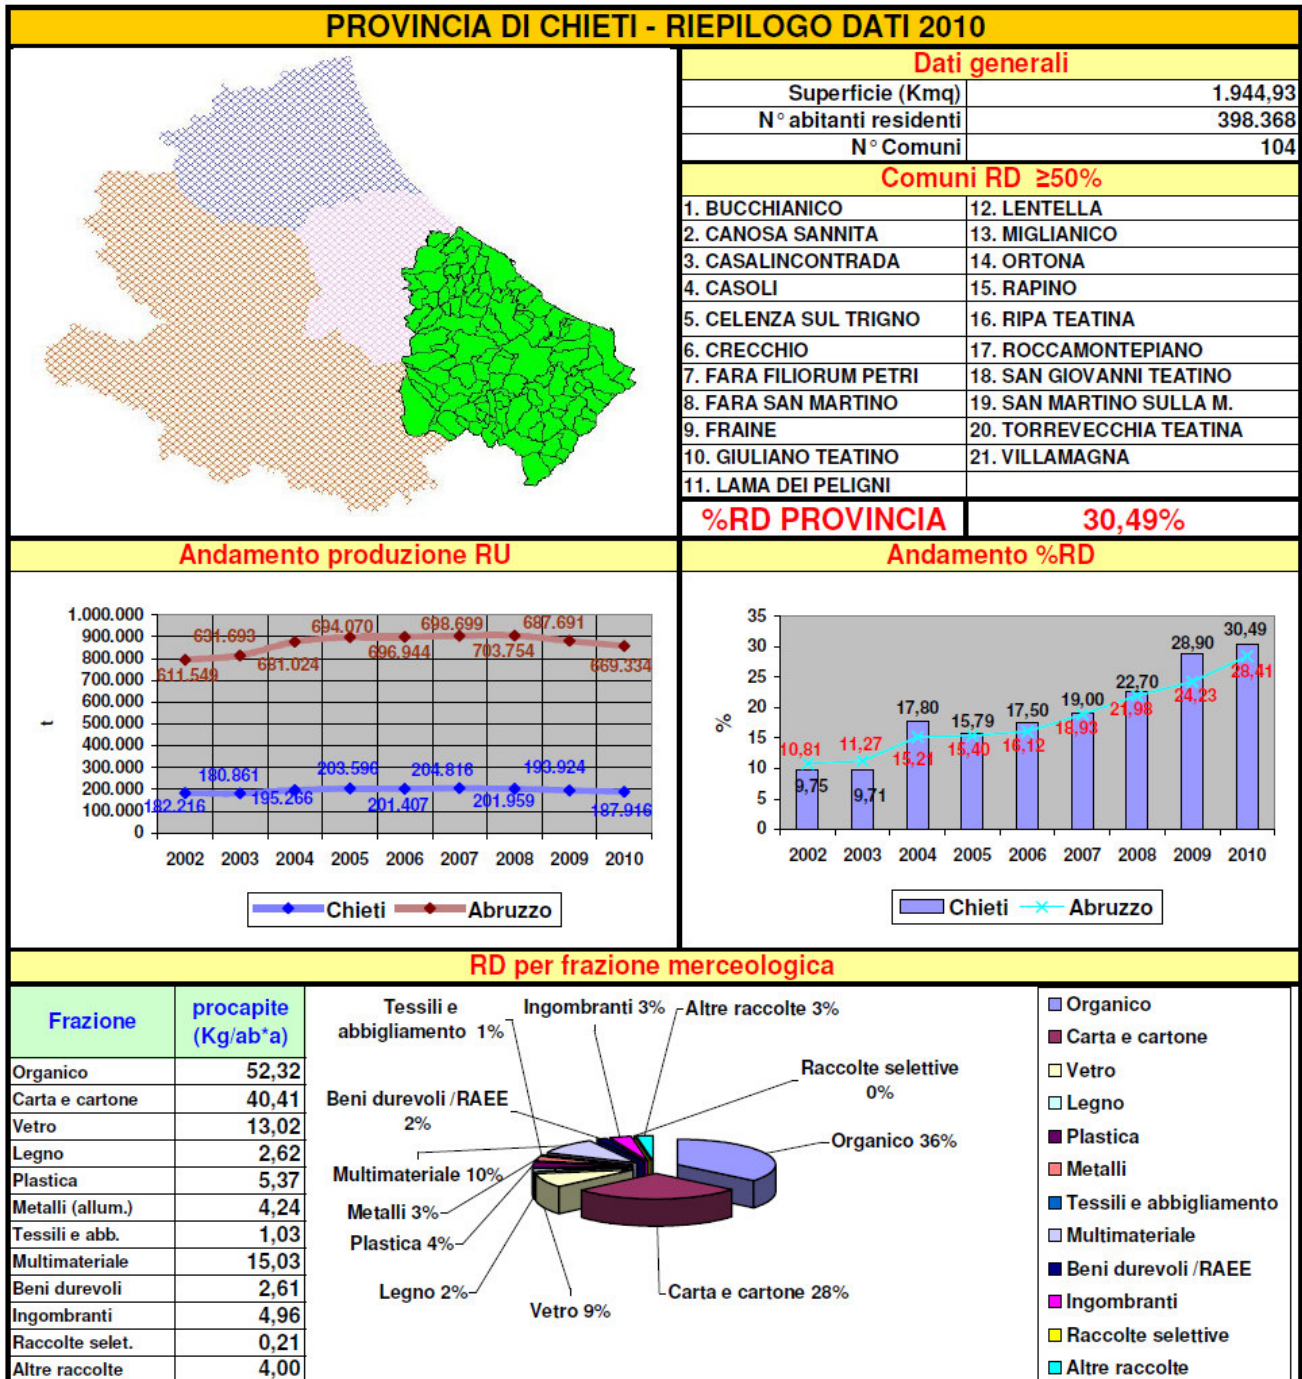 PROVINCIA DI CHIETI - RIEPILOGO DATI 2010
Dati generali
Superficie (Kmq) 1.944,93
N° abitanti residenti 398.368
N° Comuni 104
Comuni RD ≥50%
1. BUCCHIANICO 12. LENTELLA
2. CANOSA SANNITA 13. MIGLIANICO
3. CASALINCONTRADA 14. ORTONA
4. CASOLI 15. RAPINO
5. CELENZA SUL TRIGNO 16. RIPA TEATINA
6. CRECCHIO 17. ROCCAMONTEPIANO
7. FARA FILIORUM PETRI 18. SAN GIOVANNI TEATINO
8. FARA SAN MARTINO 19. SAN MARTINO SULLA M.
9. FRAINE 20. TORREVECCHIA TEATINA
10. GIULIANO TEATINO 21. VILLAMAGNA
11. LAMA DEI PELIGNI
%RD PROVINCIA 30,49%
Andamento produzione RU
1.000.000
900.000
800.000
700.000
600.000
500.000
400.000
300.000
200.000
100.000
0
t
611.549 631.693 681.024 694.070 696.944 698.699 703.754 687.691 669.334
182.216 180.861 195.266 203.596 201.407 204.816 201.959 193.924 187.916
2002 2003 2004 2005 2006 2007 2008 2009 2010
Chieti Abruzzo
Andamento %RD
35
30
25
20
15
10
5
0
%
10,81 11,27 15,21 15,40 16,12 18,93 21,98 24,23 28,41
9,75 9,71 17,80 15,79 17,50 19,00 22,70 28,90 30,49
2002 2003 2004 2005 2006 2007 2008 2009 2010
Chieti Abruzzo
RD per frazione merceologica
Frazione procapite (Kg/ab*a)
Organico 52,32
Carta e cartone 40,41
Vetro 13,02
Legno 2,62
Plastica 5,37
Metalli (allum.) 4,24
Tessili e abb. 1,03
Multimateriale 15,03
Beni durevoli 2,61
Ingombranti 4,96
Raccolte selet. 0,21
Altre raccolte 4,00
Tessili e
abbigliamento 1%
Ingombranti 3%
Altre raccolte 3%
Raccolte selettive
0%
Beni durevoli /RAEE
2%
Organico 36%
Multimateriale 10%
Metalli 3%
Plastica 4%
Legno 2%
Vetro 9%
Carta e cartone 28%
Organico
Carta e cartone
Vetro
Legno
Plastica
Metalli
Tessili e abbigliamento
Multimateriale
Beni durevoli /RAEE
Ingombranti
Raccolte selettive
Altre raccolte